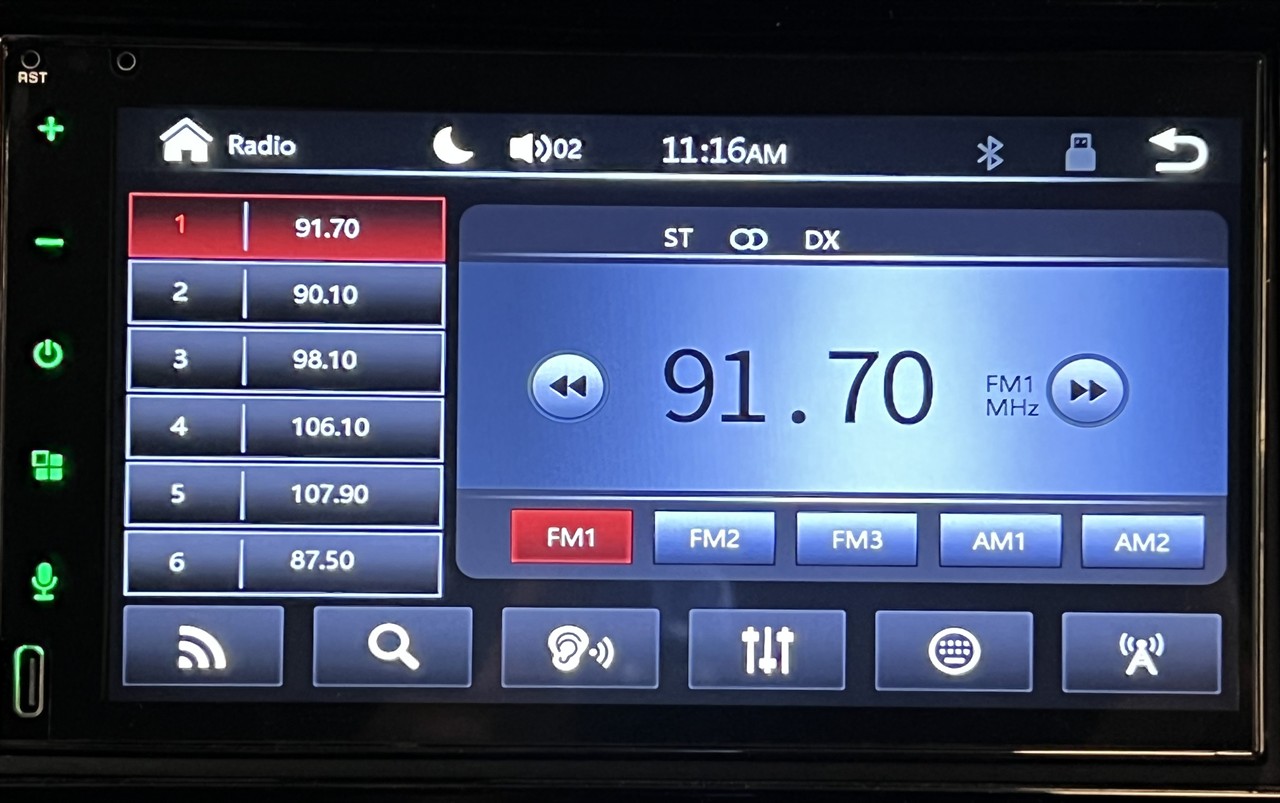 RST
Radio 02 11:16AM
1 91.70
2 90.10
3 98.10
4 106.10
5 107.90
6 87.50
ST DX
91.70 FM1
MHz
FM1 FM2 FM3 AM1 AM2